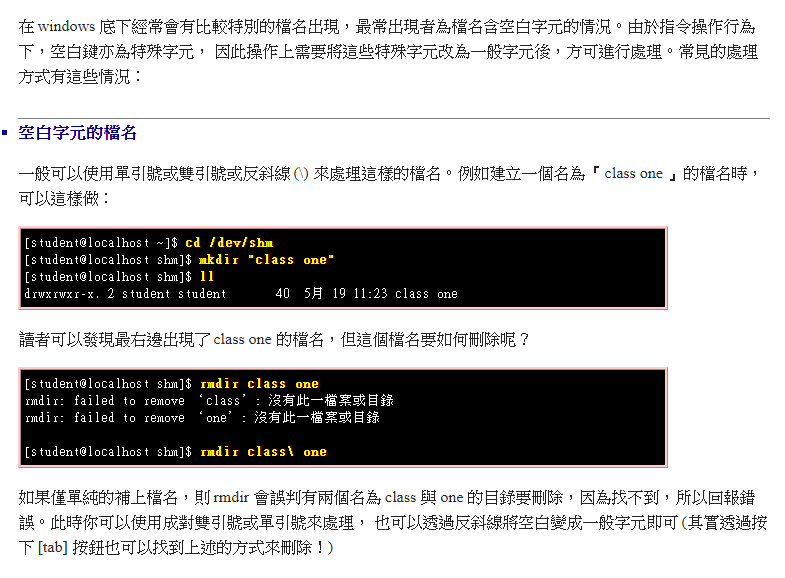 在 windows 底下經常會有比較特別的檔名出現，最常出現者為檔名含空白字元的情況。由於指令操作行為
下，空白鍵亦為特殊字元， 因此操作上需要將這些特殊字元改為一般字元後，方可進行處理。常見的處理
方式有這些情況：
空白字元的檔名
一般可以使用單引號或雙引號或反斜線 (\) 來處理這樣的檔名。例如建立一個名為『 class one 』的檔名時，
可以這樣做：
[student@localhost ~]$ cd /dev/shm
[student@localhost shm]$ mkdir "class one"
[student@localhost shm]$ ll
drwxrwxr-x. 2 student student      40  5月 19 11:23 class one
讀者可以發現最右邊出現了 class one 的檔名，但這個檔名要如何刪除呢？
[student@localhost shm]$ rmdir class one
rmdir: failed to remove ‘class’: 沒有此一檔案或目錄
rmdir: failed to remove ‘one’: 沒有此一檔案或目錄
[student@localhost shm]$ rmdir class\ one
如果僅單純的補上檔名，則 rmdir 會誤判有兩個名為 class 與 one 的目錄要刪除，因為找不到，所以回報錯
誤。此時你可以使用成對雙引號或單引號來處理， 也可以透過反斜線將空白變成一般字元即可 (其實透過按
下 [tab] 按鈕也可以找到上述的方式來刪除！)